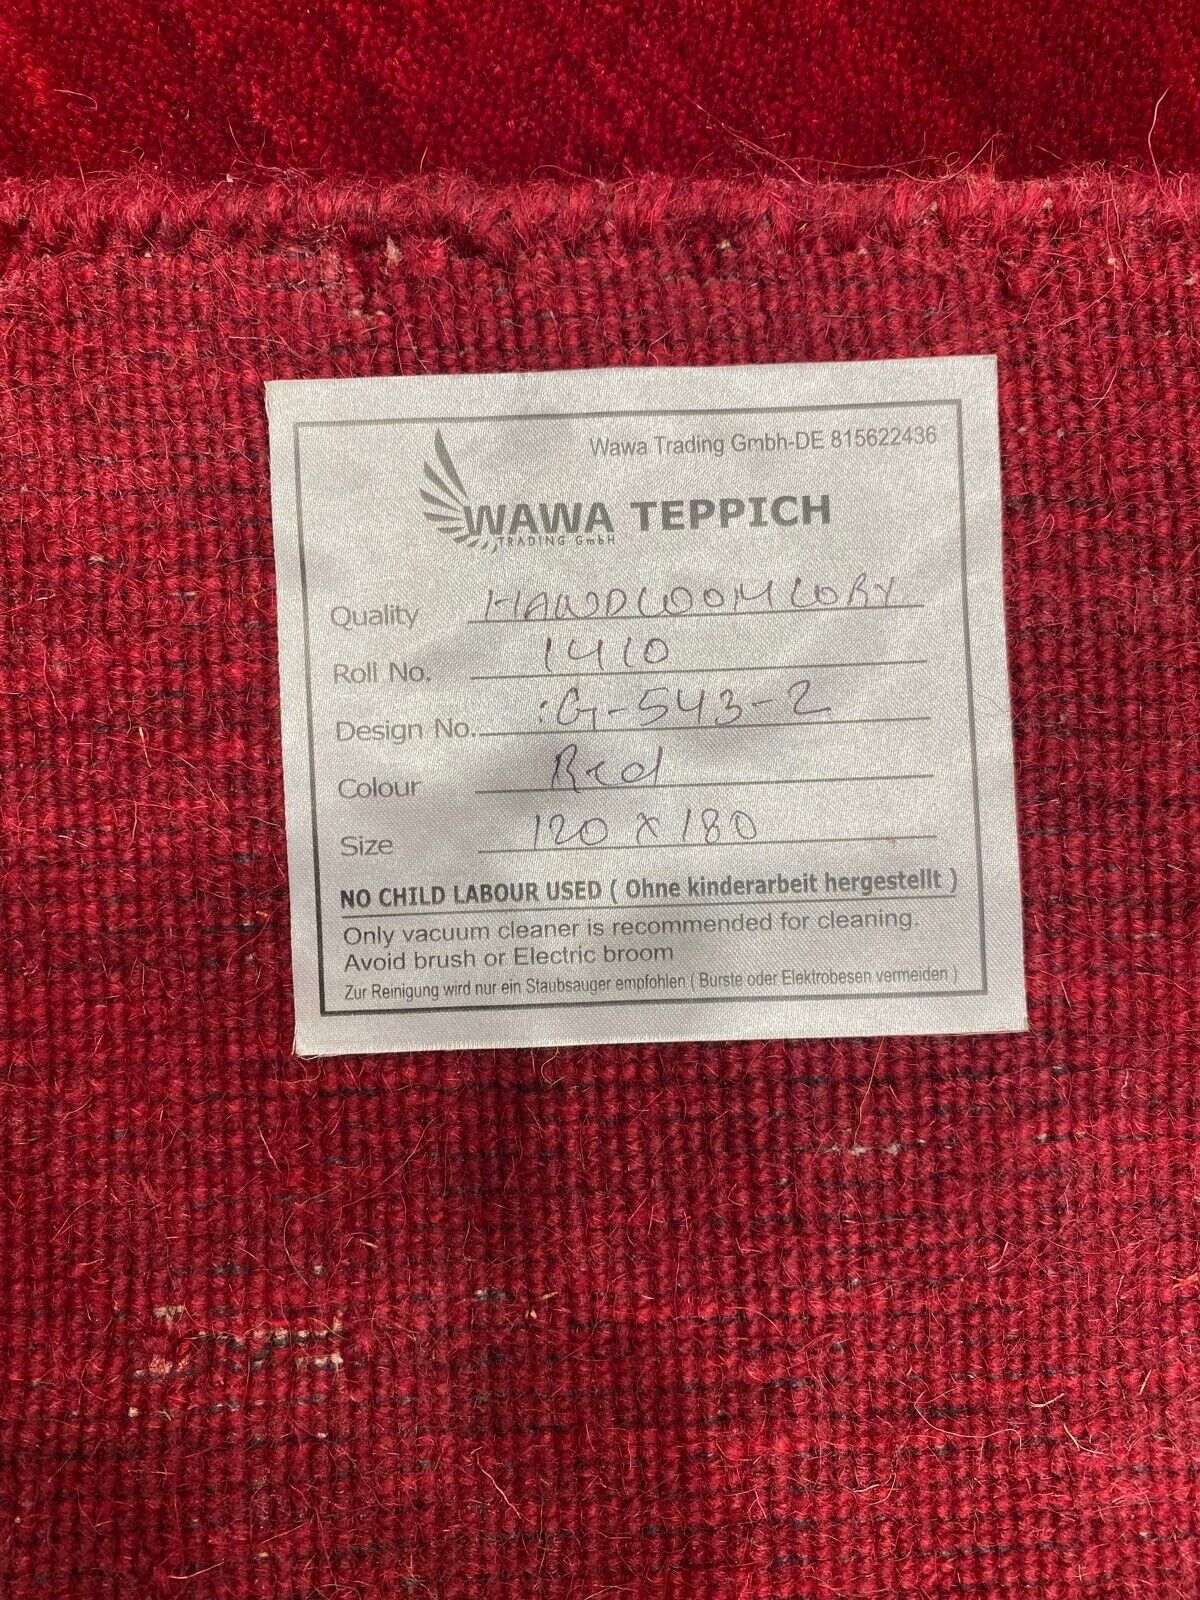 Wawa Trading Gmbh-DE 815622436
WAWA TEPPICH
TRADING GmbH
Quality HANDLOOM LORY
Roll No. 1410
Design No. :G-543-2
Colour Red
Size 120 x 180
NO CHILD LABOUR USED ( Ohne kinderarbeit hergestellt )
Only vacuum cleaner is recommended for cleaning.
Avoid brush or Electric broom
Zur Reinigung wird nur ein Staubsauger empfohlen ( Burste oder Elektrobesen vermeiden )